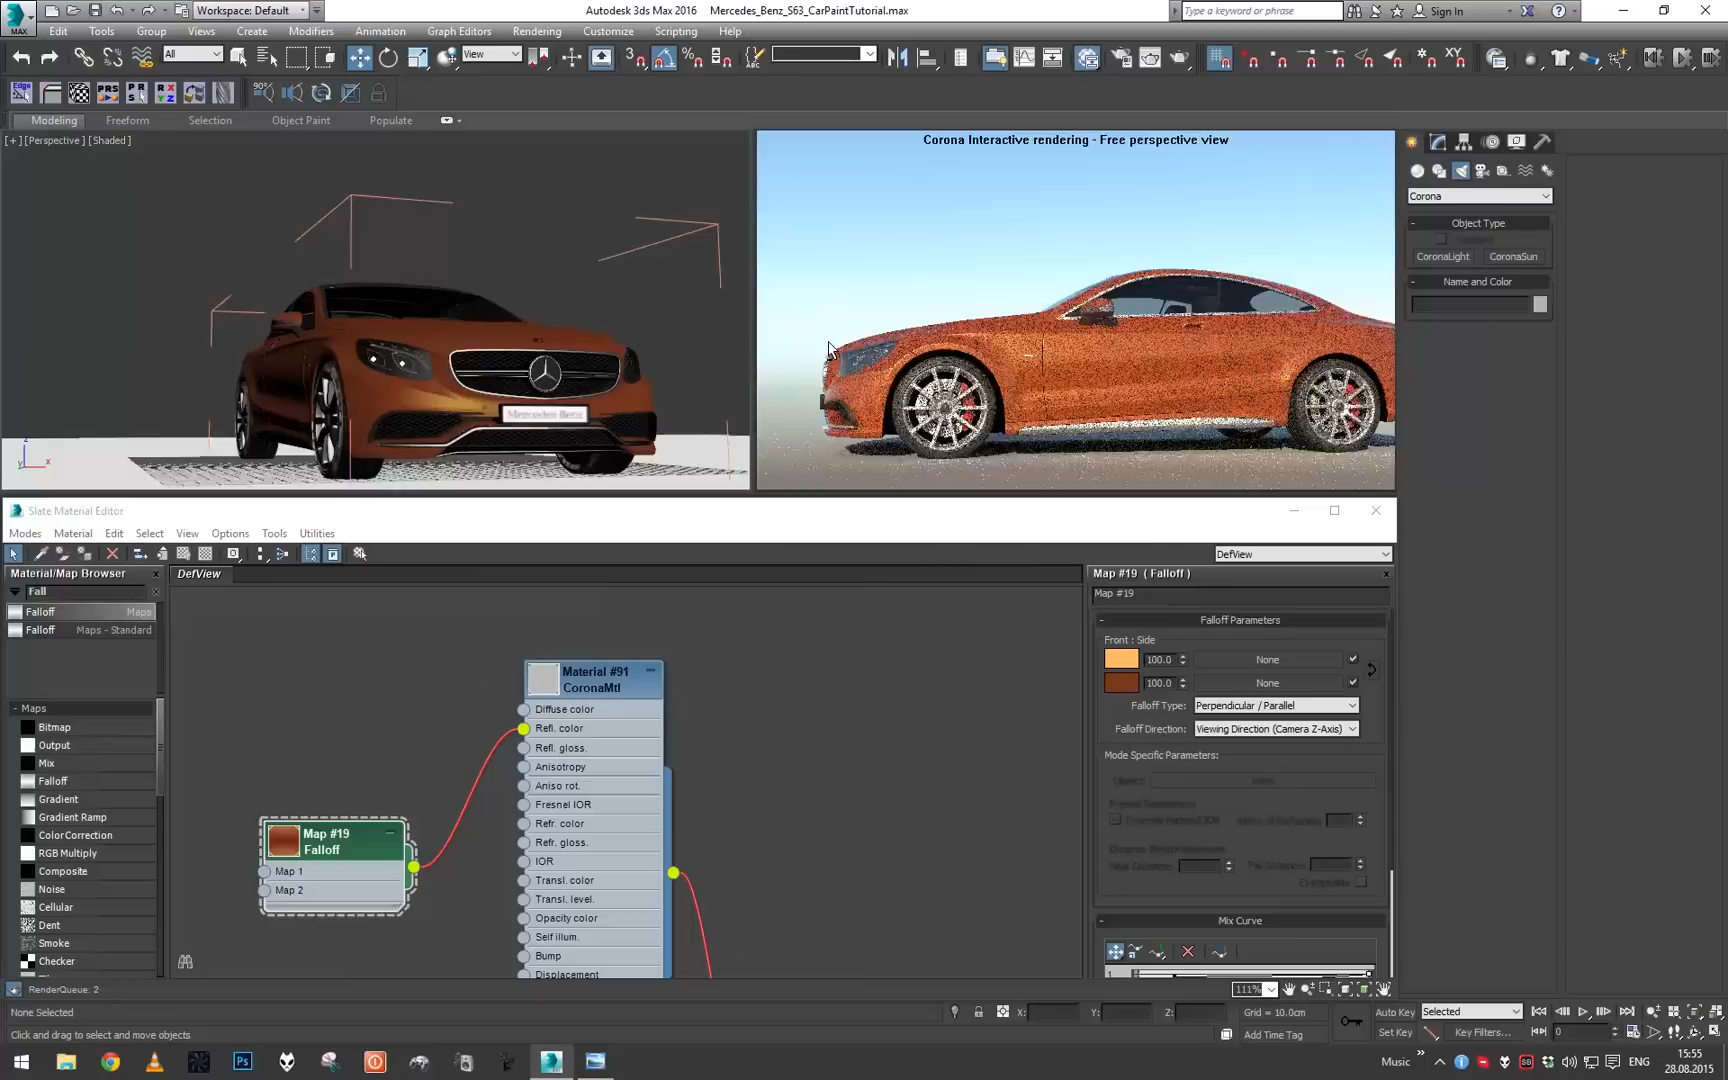 Workspace: Default
Autodesk 3ds Max 2016    Mercedes_Benz_S63_CarPaintTutorial.max
Type a keyword or phrase
Sign In
MAX
Edit
Tools
Group
Views
Create
Modifiers
Animation
Graph Editors
Rendering
Customize
Scripting
Help
All
View
Modeling
Freeform
Selection
Object Paint
Populate
[+] [Perspective] [Shaded]
Corona Interactive rendering - Free perspective view
Mercedes Benz
Corona
Object Type
CoronaLight
CoronaSun
Name and Color
Slate Material Editor
Modes
Material
Edit
Select
View
Options
Tools
Utilities
DefView
Material/Map Browser
Fall
Falloff Maps
Falloff Maps - Standard
- Maps
Bitmap
Output
Mix
Falloff
Gradient
Gradient Ramp
ColorCorrection
RGB Multiply
Composite
Noise
Cellular
Dent
Smoke
Checker
DefView
Material #91
CoronaMtl
Diffuse color
Refl. color
Refl. gloss.
Anisotropy
Aniso rot.
Fresnel IOR
Refr. color
Refr. gloss.
IOR
Transl. color
Transl. level.
Opacity color
Self illum.
Bump
Displacement
Map #19
Falloff
Map 1
Map 2
Map #19 ( Falloff )
Map #19
Falloff Parameters
Front : Side
100.0 None
100.0 None
Falloff Type: Perpendicular / Parallel
Falloff Direction: Viewing Direction (Camera Z-Axis)
Mode Specific Parameters:
Mix Curve
1
111%
RenderQueue: 2
None Selected
Click and drag to select and move objects
X:
Y:
Z:
Grid = 10.0cm
Add Time Tag
Auto Key
Selected
Set Key
Key Filters...
0
Music
ENG
15:55
28.08.2015